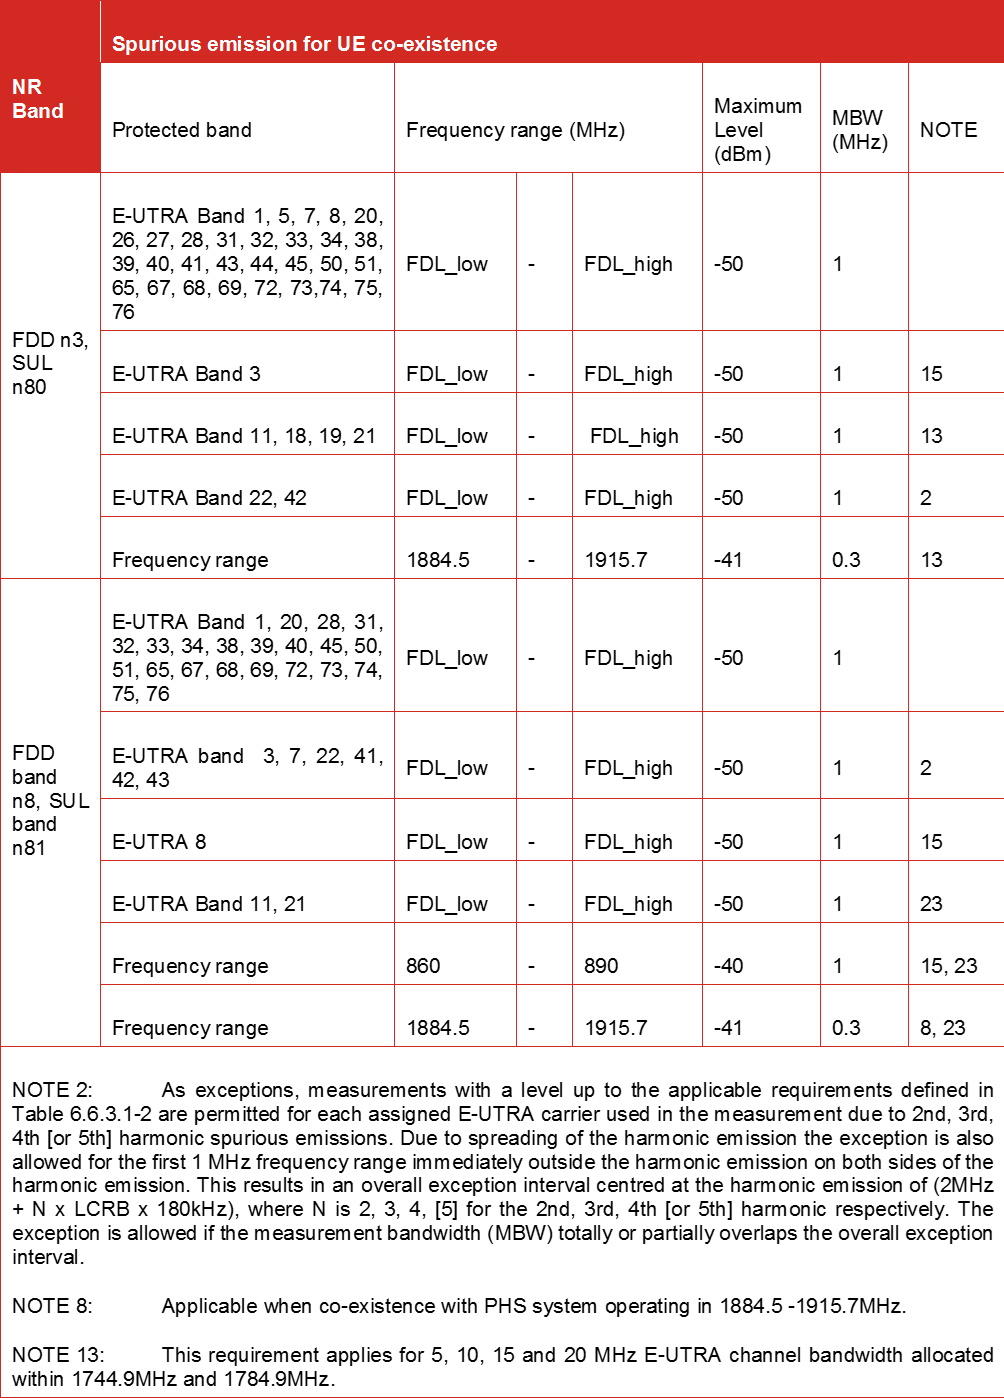 Spurious emission for UE co-existence
NR
Band
Protected band
Frequency range (MHz)
Maximum
Level
(dBm)
MBW
(MHz)
NOTE
FDD n3,
SUL
n80
E-UTRA Band 1, 5, 7, 8, 20,
26, 27, 28, 31, 32, 33, 34, 38,
39, 40, 41, 43, 44, 45, 50, 51,
65, 67, 68, 69, 72, 73,74, 75,
76
FDL_low - FDL_high -50 1
E-UTRA Band 3 FDL_low - FDL_high -50 1 15
E-UTRA Band 11, 18, 19, 21 FDL_low - FDL_high -50 1 13
E-UTRA Band 22, 42 FDL_low - FDL_high -50 1 2
Frequency range 1884.5 - 1915.7 -41 0.3 13
FDD
band
n8, SUL
band
n81
E-UTRA Band 1, 20, 28, 31,
32, 33, 34, 38, 39, 40, 45, 50,
51, 65, 67, 68, 69, 72, 73, 74,
75, 76
FDL_low - FDL_high -50 1
E-UTRA band 3, 7, 22, 41,
42, 43
FDL_low - FDL_high -50 1 2
E-UTRA 8 FDL_low - FDL_high -50 1 15
E-UTRA Band 11, 21 FDL_low - FDL_high -50 1 23
Frequency range 860 - 890 -40 1 15, 23
Frequency range 1884.5 - 1915.7 -41 0.3 8, 23
NOTE 2: As exceptions, measurements with a level up to the applicable requirements defined in
Table 6.6.3.1-2 are permitted for each assigned E-UTRA carrier used in the measurement due to 2nd, 3rd,
4th [or 5th] harmonic spurious emissions. Due to spreading of the harmonic emission the exception is also
allowed for the first 1 MHz frequency range immediately outside the harmonic emission on both sides of the
harmonic emission. This results in an overall exception interval centred at the harmonic emission of (2MHz
+ N x LCRB x 180kHz), where N is 2, 3, 4, [5] for the 2nd, 3rd, 4th [or 5th] harmonic respectively. The
exception is allowed if the measurement bandwidth (MBW) totally or partially overlaps the overall exception
interval.
NOTE 8: Applicable when co-existence with PHS system operating in 1884.5 -1915.7MHz.
NOTE 13: This requirement applies for 5, 10, 15 and 20 MHz E-UTRA channel bandwidth allocated
within 1744.9MHz and 1784.9MHz.